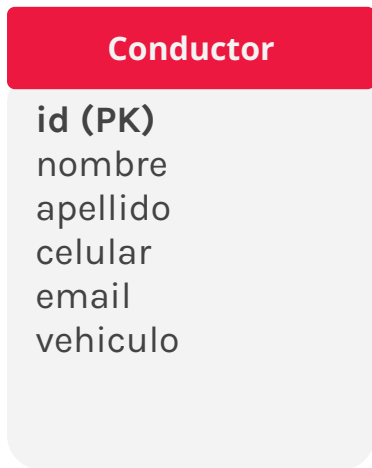 Conductor
id (PK)
nombre
apellido
celular
email
vehiculo